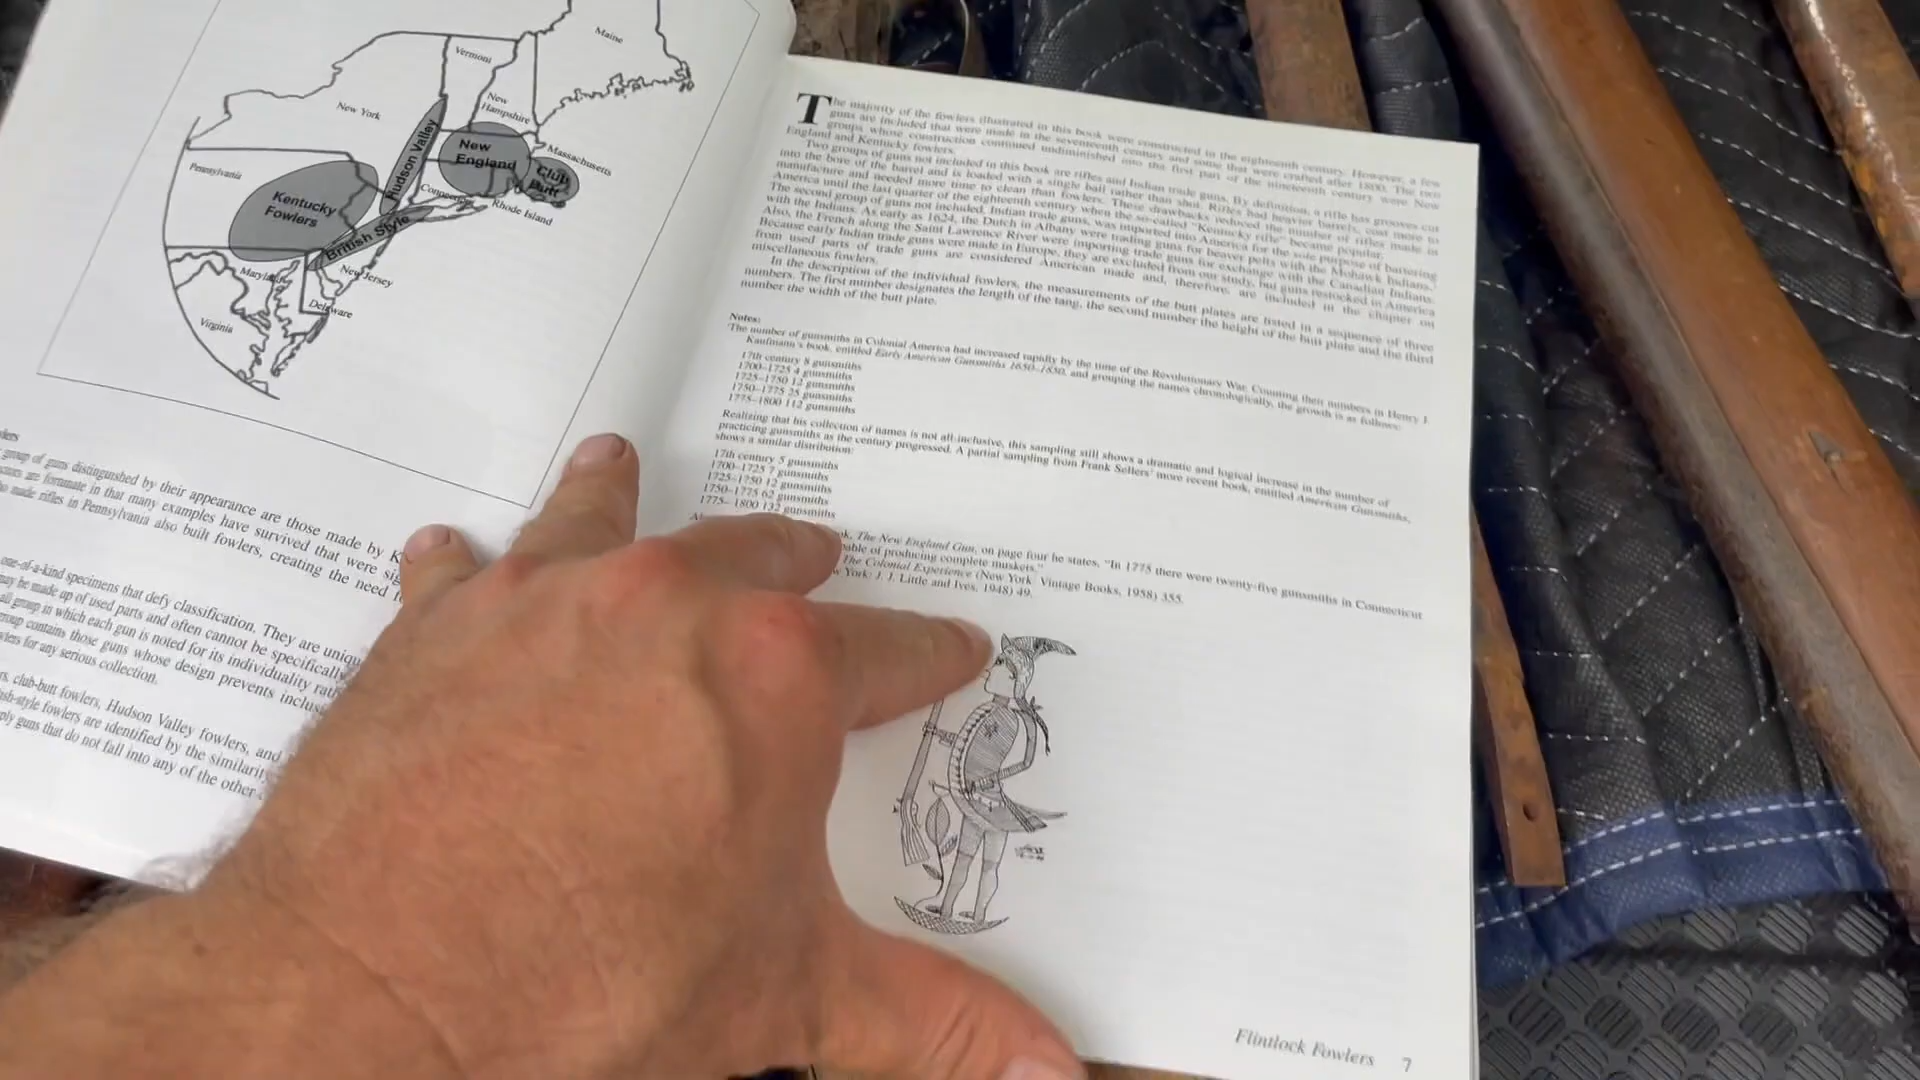 Maine
Vermont
New
Hampshire
New York
Hudson Valley
New
England
Massachusetts
Club
Butt
Pennsylvania
Rhode Island
Kentucky
Fowlers
British Style
New Jersey
Maryland
Delaware
Virginia
group of guns distinguished by their appearance are those made by K
are fortunate in that many examples have survived that were sig
made rifles in Pennsylvania also built fowlers, creating the need
one-of-a-kind specimens that defy classification. They are uniqu
may be made up of used parts and often cannot be specifically
group in which each gun is noted for its individuality rat
group contains those guns whose design prevents inclus
for any serious collection.
club-butt fowlers, Hudson Valley fowlers, and
fowlers are identified by the similarity
guns that do not fall into any of the other
The majority of the fowlers illustrated in this book were constructed in the eighteenth century. However, a few
guns are included that were made in the seventeenth century and some that were crafted after 1800. The two
groups whose construction continued undiminished into the first part of the nineteenth century were New
England and Kentucky fowlers.
Two groups of guns not included in this book are rifles and Indian trade guns. By definition, a rifle has grooves cut
into the bore of the barrel and is loaded with a single ball rather than shot. Rifles had heavier barrels, cost more to
manufacture and needed more time to clean than fowlers. These drawbacks reduced the number of rifles made in
America until the last quarter of the eighteenth century when the so-called "Kentucky rifle" became popular.
The second group of guns not included, Indian trade guns, was imported into America for the sole purpose of bartering
with the Indians. As early as 1624, the Dutch in Albany were trading guns for beaver pelts with the Mohawk Indians.
Also, the French along the Saint Lawrence River were importing trade guns for exchange with the Canadian Indians.
Because early Indian trade guns were made in Europe, they are excluded from our study, but guns restocked in America
from used parts of trade guns are considered American made and, therefore, are included in the chapter on
miscellaneous fowlers.
In the description of the individual fowlers, the measurements of the butt plates are listed in a sequence of three
numbers. The first number designates the length of the tang, the second number the height of the butt plate and the third
number the width of the butt plate.
Notes:
The number of gunsmiths in Colonial America had increased rapidly by the time of the Revolutionary War. Counting their numbers in Henry J.
Kaufmann's book, entitled Early American Gunsmiths 1650–1850, and grouping the names chronologically, the growth is as follows:
17th century 8 gunsmiths
1700–1725 4 gunsmiths
1725–1750 12 gunsmiths
1750–1775 25 gunsmiths
1775–1800 112 gunsmiths
Realizing that his collection of names is not all-inclusive, this sampling still shows a dramatic and logical increase in the number of
practicing gunsmiths as the century progressed. A partial sampling from Frank Sellers' more recent book, entitled American Gunsmiths,
shows a similar distribution:
17th century 5 gunsmiths
1700–1725 7 gunsmiths
1725–1750 12 gunsmiths
1750–1775 62 gunsmiths
1775–1800 132 gunsmiths
The New England Gun, on page four he states, "In 1775 there were twenty-five gunsmiths in Connecticut
able of producing complete muskets."
The Colonial Experience (New York Vintage Books, 1958) 355.
York: J. J. Little and Ives, 1948) 49.
Flintlock Fowlers 7